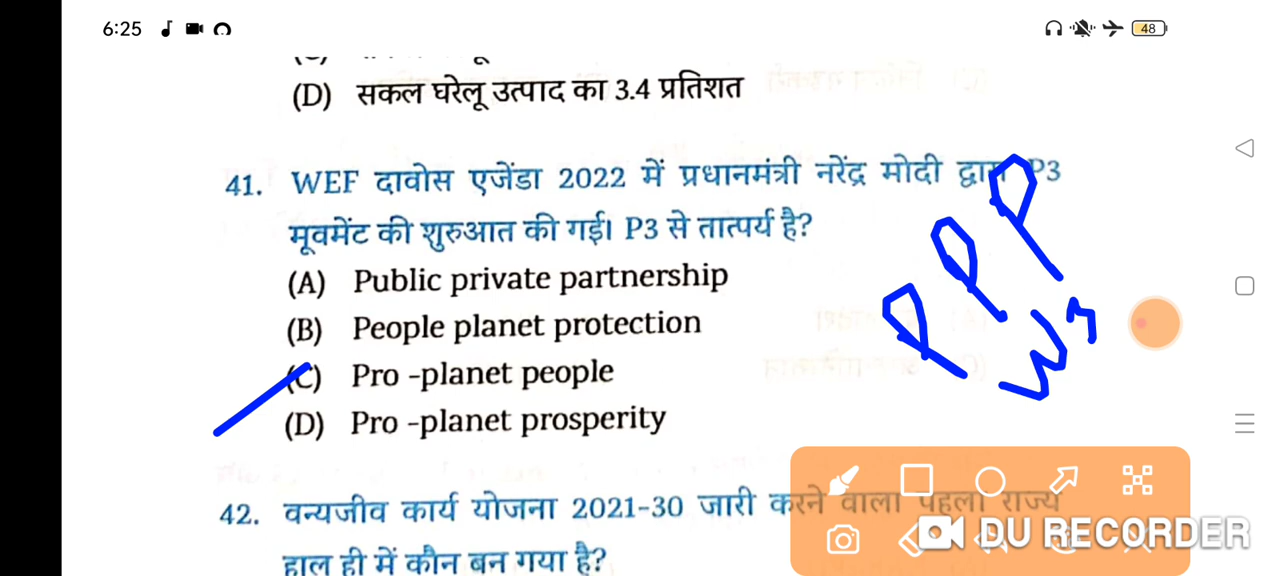 6:25
48
(D) सकल घरेलू उत्पाद का 3.4 प्रतिशत
41. WEF दावोस एजेंडा 2022 में प्रधानमंत्री नरेंद्र मोदी द्वारा P3
मूवमेंट की शुरुआत की गई। P3 से तात्पर्य है?
(A) Public private partnership
(B) People planet protection
(C) Pro -planet people
(D) Pro -planet prosperity
PPP
42. वन्यजीव कार्य योजना 2021-30 जारी करने वाला पहला राज्य
हाल ही में कौन बन गया है?
DU RECORDER